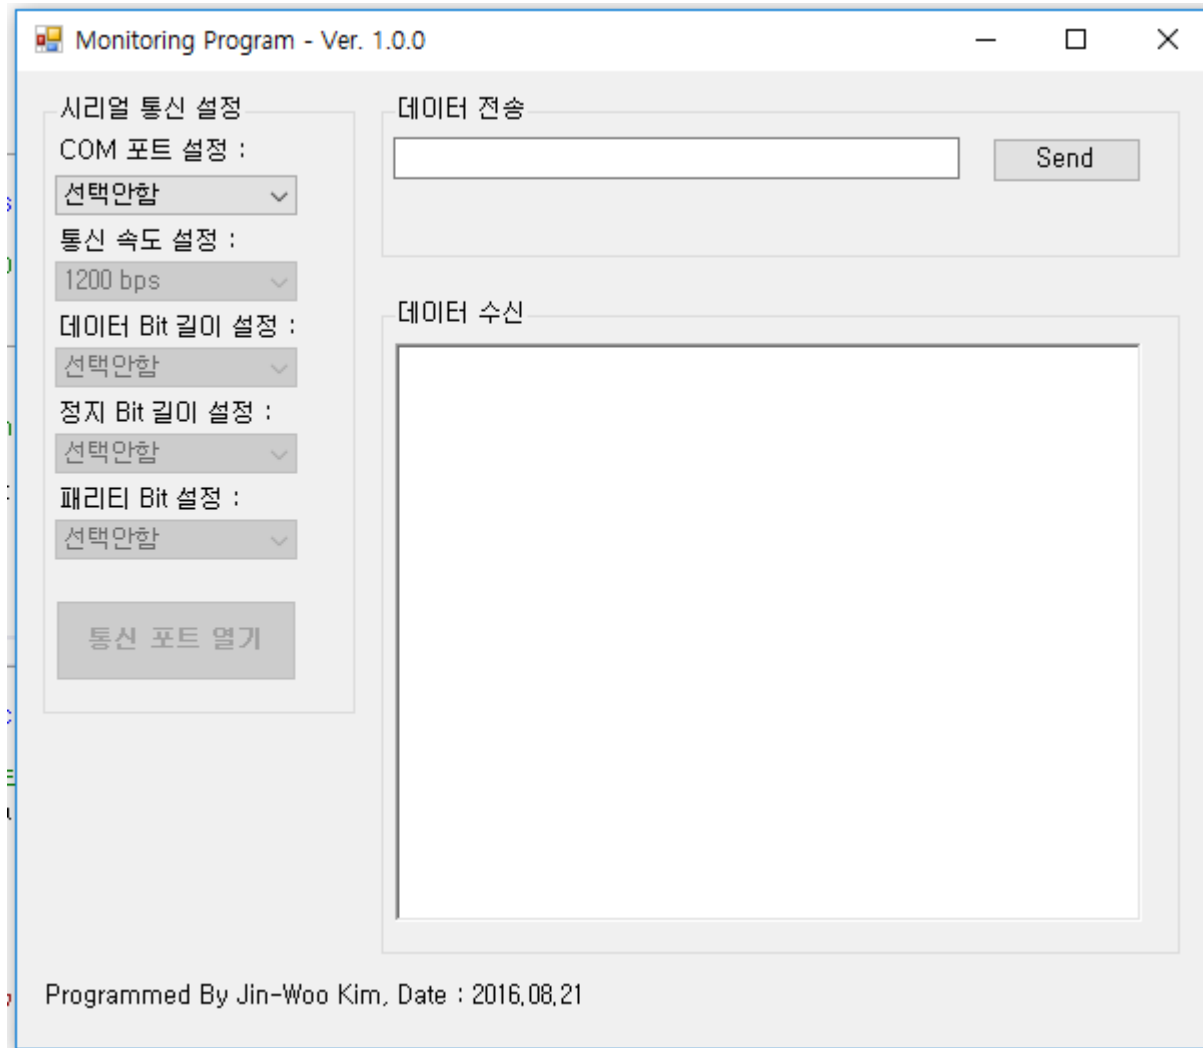 Monitoring Program - Ver. 1.0.0
시리얼 통신 설정
COM 포트 설정 :
선택안함
통신 속도 설정 :
1200 bps
데이터 Bit 길이 설정 :
선택안함
정지 Bit 길이 설정 :
선택안함
패리티 Bit 설정 :
선택안함
통신 포트 열기
데이터 전송
Send
데이터 수신
Programmed By Jin-Woo Kim, Date : 2016.08.21